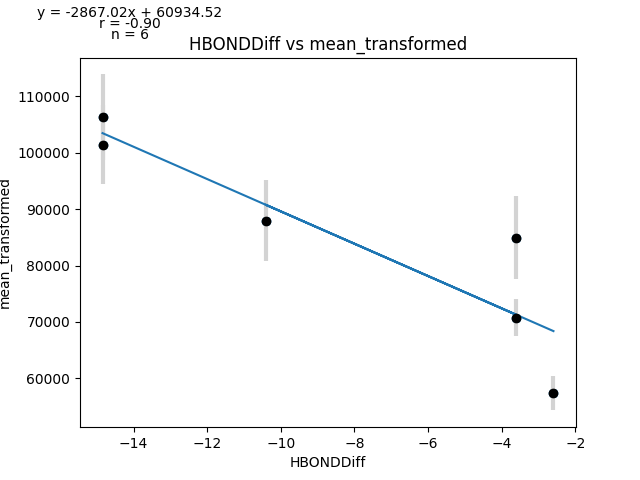 y = -2867.02x + 60934.52
r = -0.90
n = 6
HBONDDiff vs mean_transformed
mean_transformed
110000
100000
90000
80000
70000
60000
−14 −12 −10 −8 −6 −4 −2
HBONDDiff